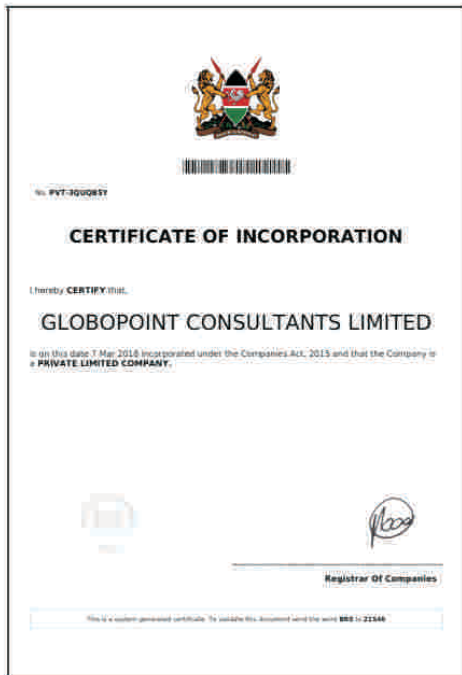 No. PVT-3QUQB5Y
CERTIFICATE OF INCORPORATION
I hereby CERTIFY that,
GLOBOPOINT CONSULTANTS LIMITED
is on this date 7 Mar 2018 incorporated under the Companies Act, 2015 and that the Company is
a PRIVATE LIMITED COMPANY.
Registrar Of Companies
This is a system generated certificate. To validate this document send the word BRS to 21546